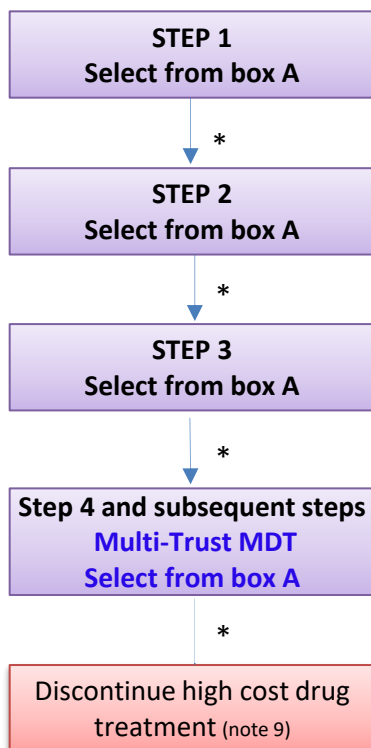 STEP 1
Select from box A
*
STEP 2
Select from box A
*
STEP 3
Select from box A
*
Step 4 and subsequent steps
Multi-Trust MDT
Select from box A
*
Discontinue high cost drug
treatment (note 9)